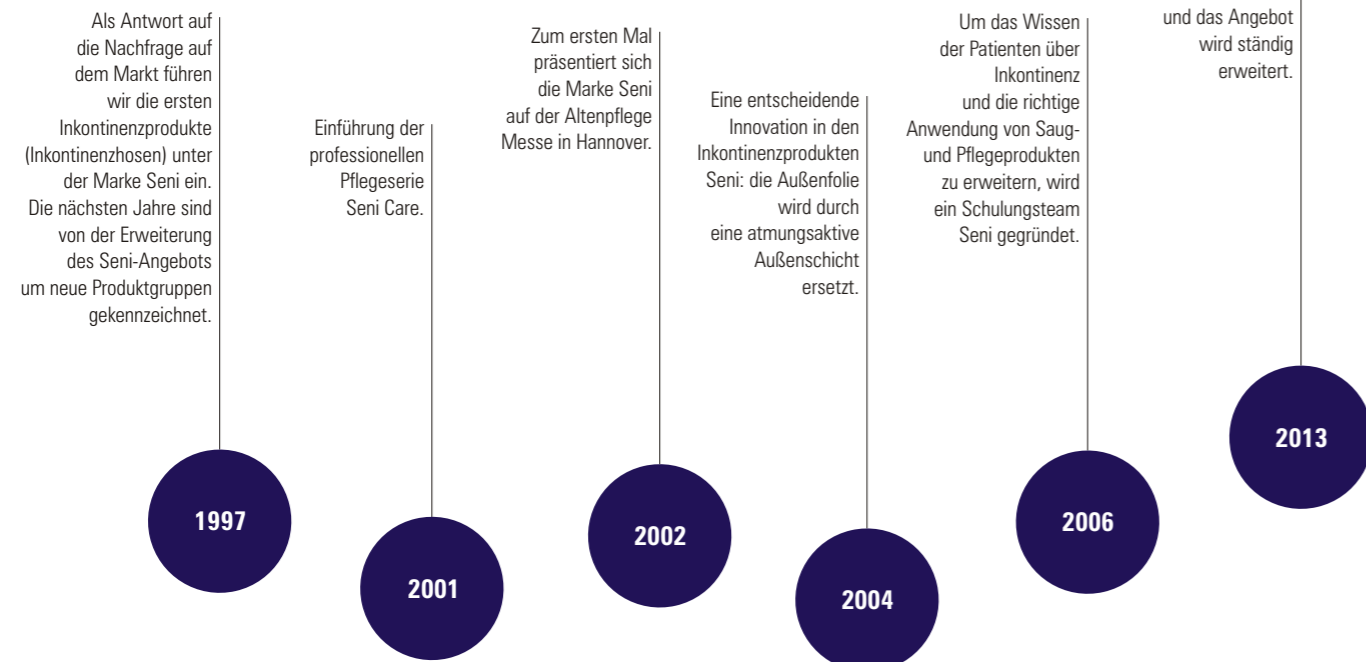 Als Antwort auf
die Nachfrage auf
dem Markt führen
wir die ersten
Inkontinenzprodukte
(Inkontinenzhosen) unter
der Marke Seni ein.
Die nächsten Jahre sind
von der Erweiterung
des Seni-Angebots
um neue Produktgruppen
gekennzeichnet.
1997
Einführung der
professionellen
Pflegeserie
Seni Care.
2001
Zum ersten Mal
präsentiert sich
die Marke Seni
auf der Altenpflege
Messe in Hannover.
2002
Eine entscheidende
Innovation in den
Inkontinenzprodukten
Seni: die Außenfolie
wird durch
eine atmungsaktive
Außenschicht
ersetzt.
2004
Um das Wissen
der Patienten über
Inkontinenz
und die richtige
Anwendung von Saug-
und Pflegeprodukten
zu erweitern, wird
ein Schulungsteam
Seni gegründet.
2006
und das Angebot
wird ständig
erweitert.
2013